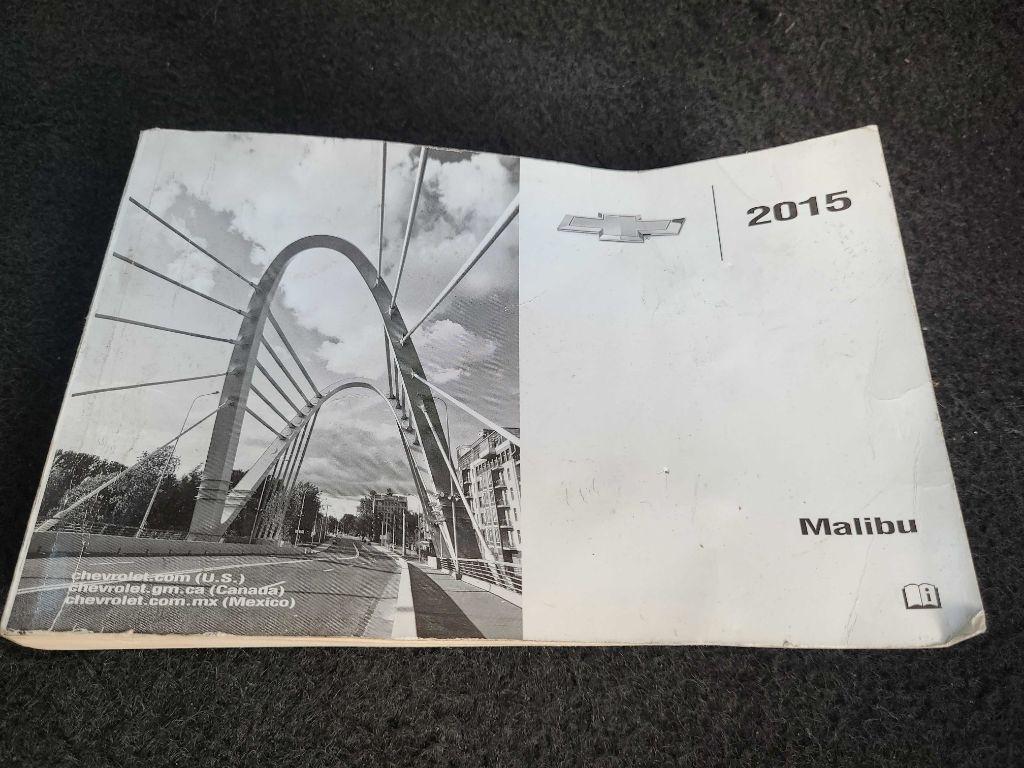 2015
Malibu
i
chevrolet.com (U.S.)
chevrolet.gm.ca (Canada)
chevrolet.com.mx (Mexico)